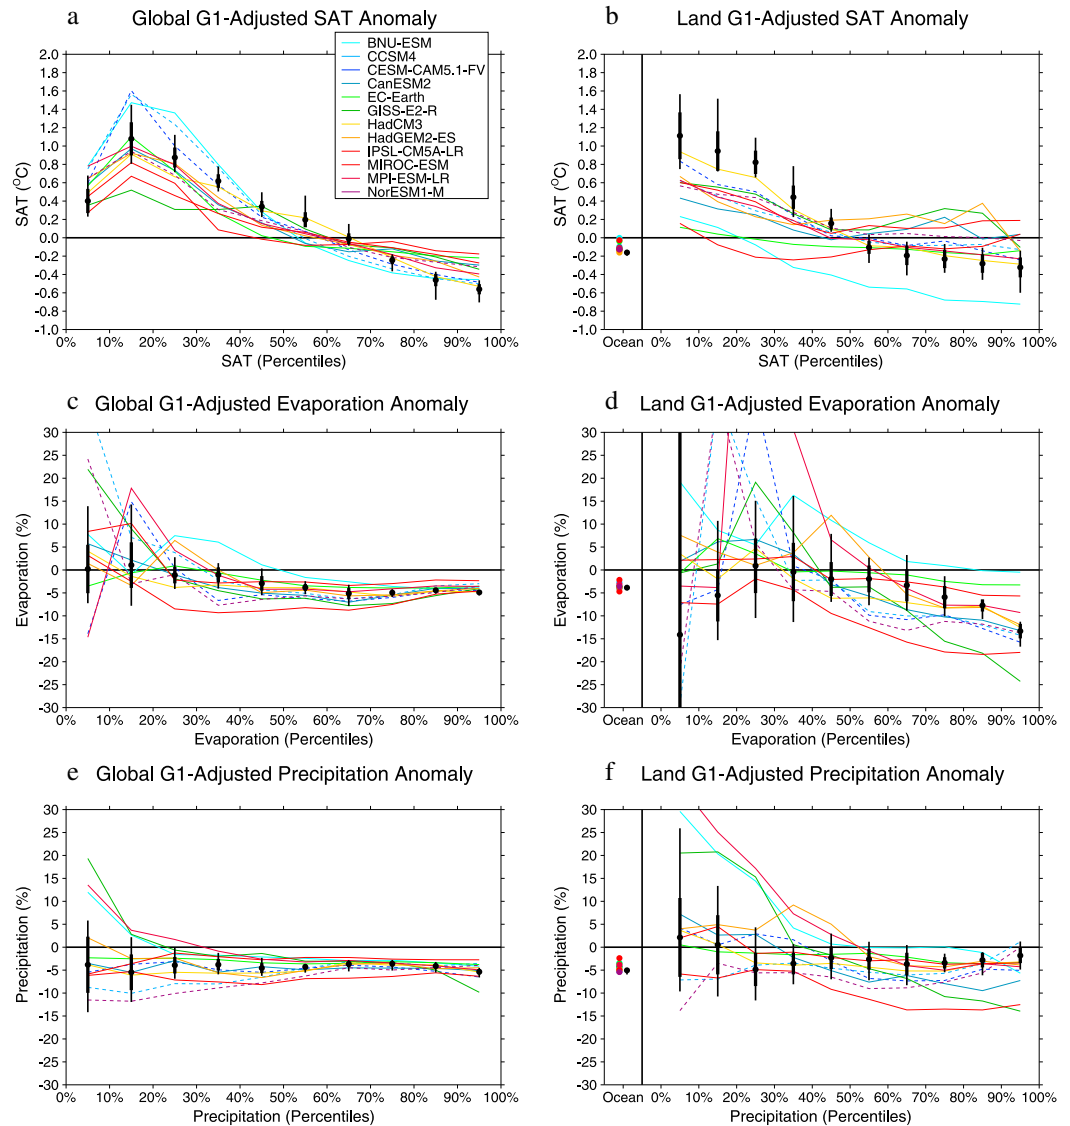 a Global G1-Adjusted SAT Anomaly
BNU-ESM
CCSM4
CESM-CAM5.1-FV
CanESM2
EC-Earth
GISS-E2-R
HadCM3
HadGEM2-ES
IPSL-CM5A-LR
MIROC-ESM
MPI-ESM-LR
NorESM1-M
SAT (°C)
2.0
1.8
1.6
1.4
1.2
1.0
0.8
0.6
0.4
0.2
0.0
-0.2
-0.4
-0.6
-0.8
-1.0
0% 10% 20% 30% 40% 50% 60% 70% 80% 90% 100%
SAT (Percentiles)
b Land G1-Adjusted SAT Anomaly
SAT (°C)
2.0
1.8
1.6
1.4
1.2
1.0
0.8
0.6
0.4
0.2
0.0
-0.2
-0.4
-0.6
-0.8
-1.0
Ocean 0% 10% 20% 30% 40% 50% 60% 70% 80% 90% 100%
SAT (Percentiles)
c Global G1-Adjusted Evaporation Anomaly
Evaporation (%)
30
25
20
15
10
5
0
-5
-10
-15
-20
-25
-30
0% 10% 20% 30% 40% 50% 60% 70% 80% 90% 100%
Evaporation (Percentiles)
d Land G1-Adjusted Evaporation Anomaly
Evaporation (%)
30
25
20
15
10
5
0
-5
-10
-15
-20
-25
-30
Ocean 0% 10% 20% 30% 40% 50% 60% 70% 80% 90% 100%
Evaporation (Percentiles)
e Global G1-Adjusted Precipitation Anomaly
Precipitation (%)
30
25
20
15
10
5
0
-5
-10
-15
-20
-25
-30
0% 10% 20% 30% 40% 50% 60% 70% 80% 90% 100%
Precipitation (Percentiles)
f Land G1-Adjusted Precipitation Anomaly
Precipitation (%)
30
25
20
15
10
5
0
-5
-10
-15
-20
-25
-30
Ocean 0% 10% 20% 30% 40% 50% 60% 70% 80% 90% 100%
Precipitation (Percentiles)